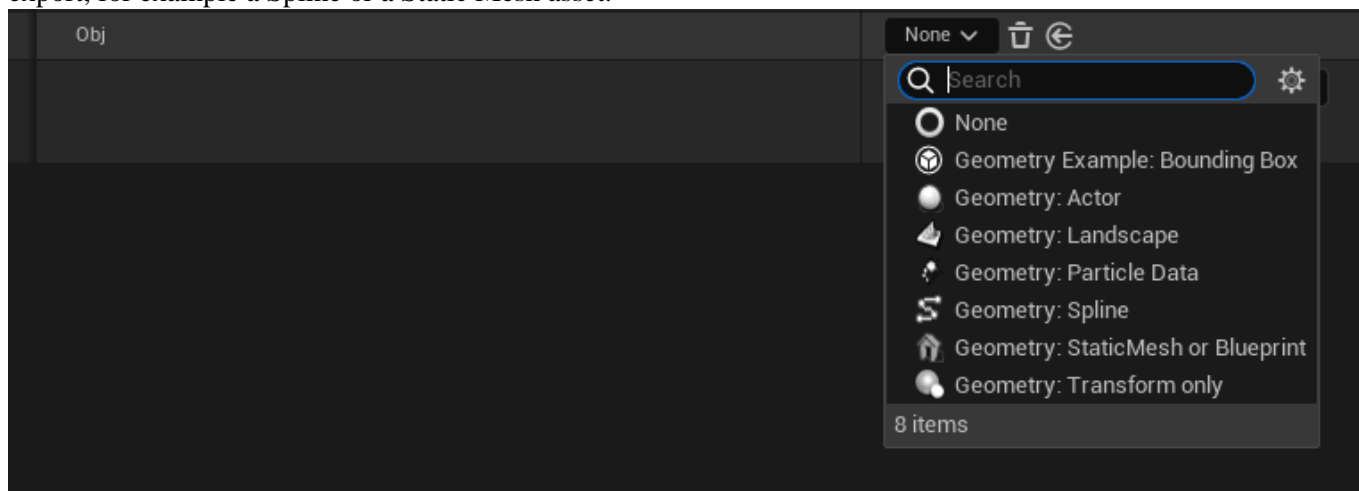 export, for example a Spline or a Static Mesh asset.
Obj
None
Search
None
Geometry Example: Bounding Box
Geometry: Actor
Geometry: Landscape
Geometry: Particle Data
Geometry: Spline
Geometry: StaticMesh or Blueprint
Geometry: Transform only
8 items